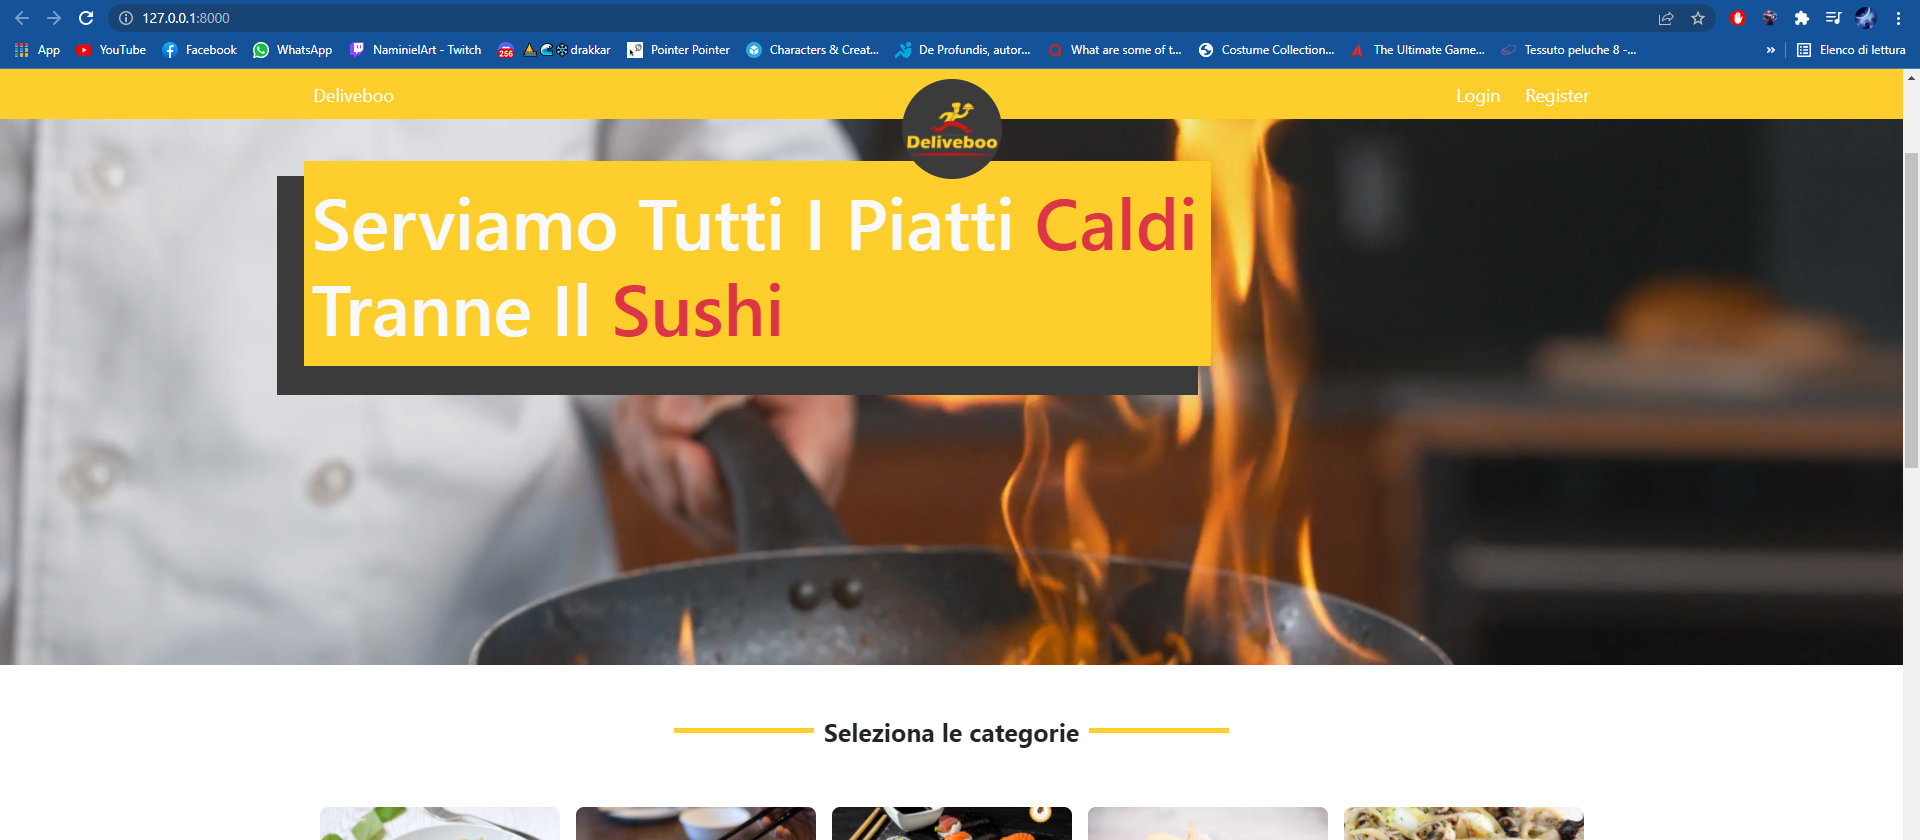 127.0.0.1:8000
App YouTube Facebook WhatsApp NaminielArt - Twitch 256 drakkar Pointer Pointer Characters & Creat... De Profundis, autor... What are some of t... Costume Collection... The Ultimate Game... Tessuto peluche 8 -... » Elenco di lettura
Deliveboo Login Register
Deliveboo
Serviamo Tutti I Piatti Caldi
Tranne Il Sushi
Seleziona le categorie